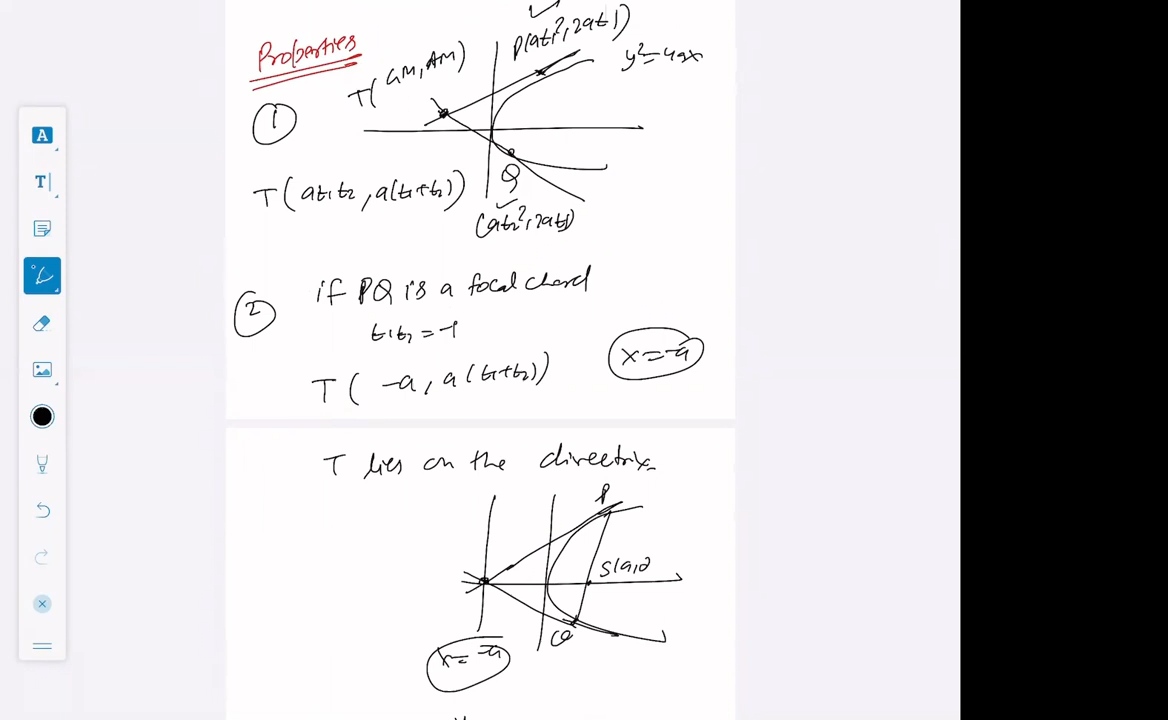 Properties
P(at1², 2at1)
y²=4ax
T(GM, AM)
1
T(at1t2, a(t1+t2))
Q
(at2², 2at2)
2
if PQ is a focal chord
t1t2 = -1
x=-a
T(-a, a(t1+t2))
T lies on the directrix
P
S(a,0
Q
x=-a
A
T